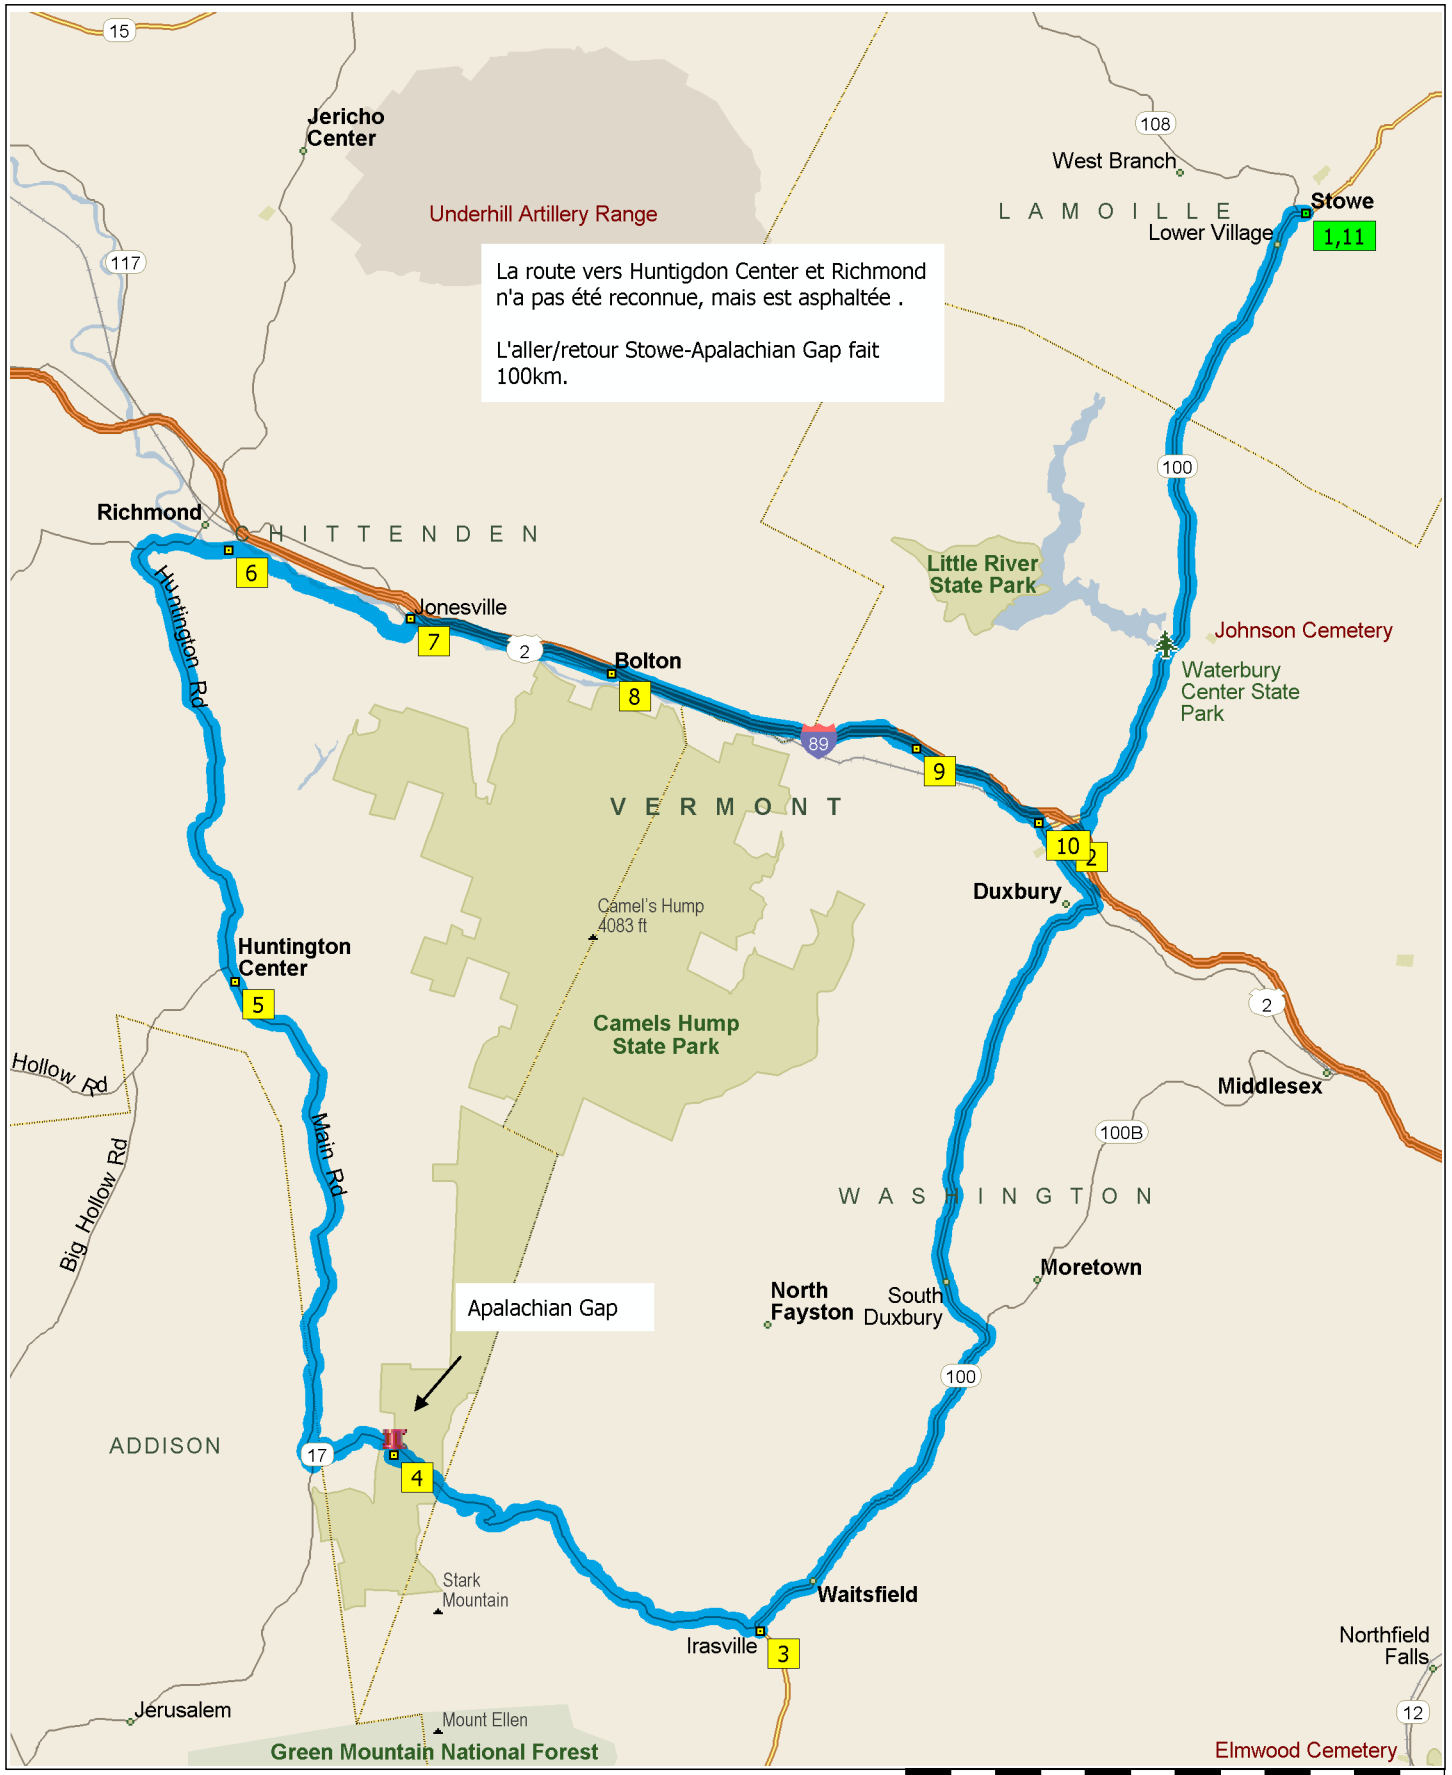 15
Jericho
Center
108
West Branch
Underhill Artillery Range
LAMOILLE
Stowe
Lower Village
1,11
117
La route vers Huntigdon Center et Richmond
n'a pas été reconnue, mais est asphaltée .
L'aller/retour Stowe-Apalachian Gap fait
100km.
100
Richmond
CHITTENDEN
6
Little River
State Park
Huntington Rd
Jonesville
7
2
Bolton
8
Johnson Cemetery
Waterbury
Center State
Park
89
9
VERMONT
10
2
Duxbury
Camel's Hump
4083 ft
Huntington
Center
5
2
Camels Hump
State Park
Hollow Rd
Middlesex
Main Rd
100B
Big Hollow Rd
WASHINGTON
Moretown
North
Fayston
South
Duxbury
Apalachian Gap
100
ADDISON
17
4
Stark
Mountain
Waitsfield
Irasville
3
Northfield
Falls
Jerusalem
Mount Ellen
12
Green Mountain National Forest
Elmwood Cemetery